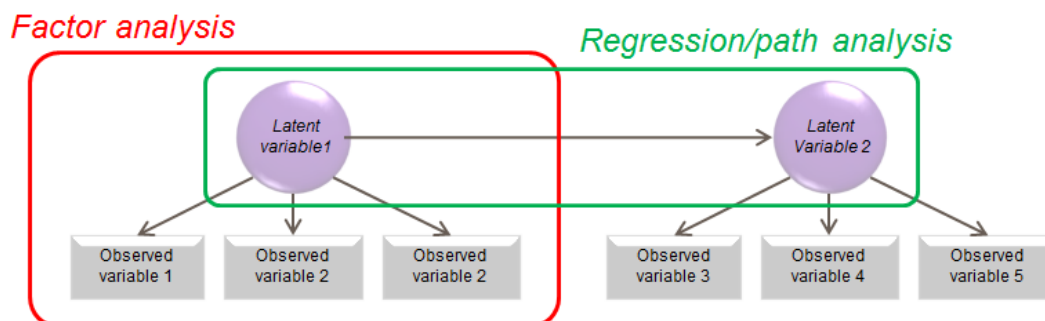 Factor analysis
Regression/path analysis
Latent
variable1
Latent
Variable 2
Observed
variable 1
Observed
variable 2
Observed
variable 2
Observed
variable 3
Observed
variable 4
Observed
variable 5